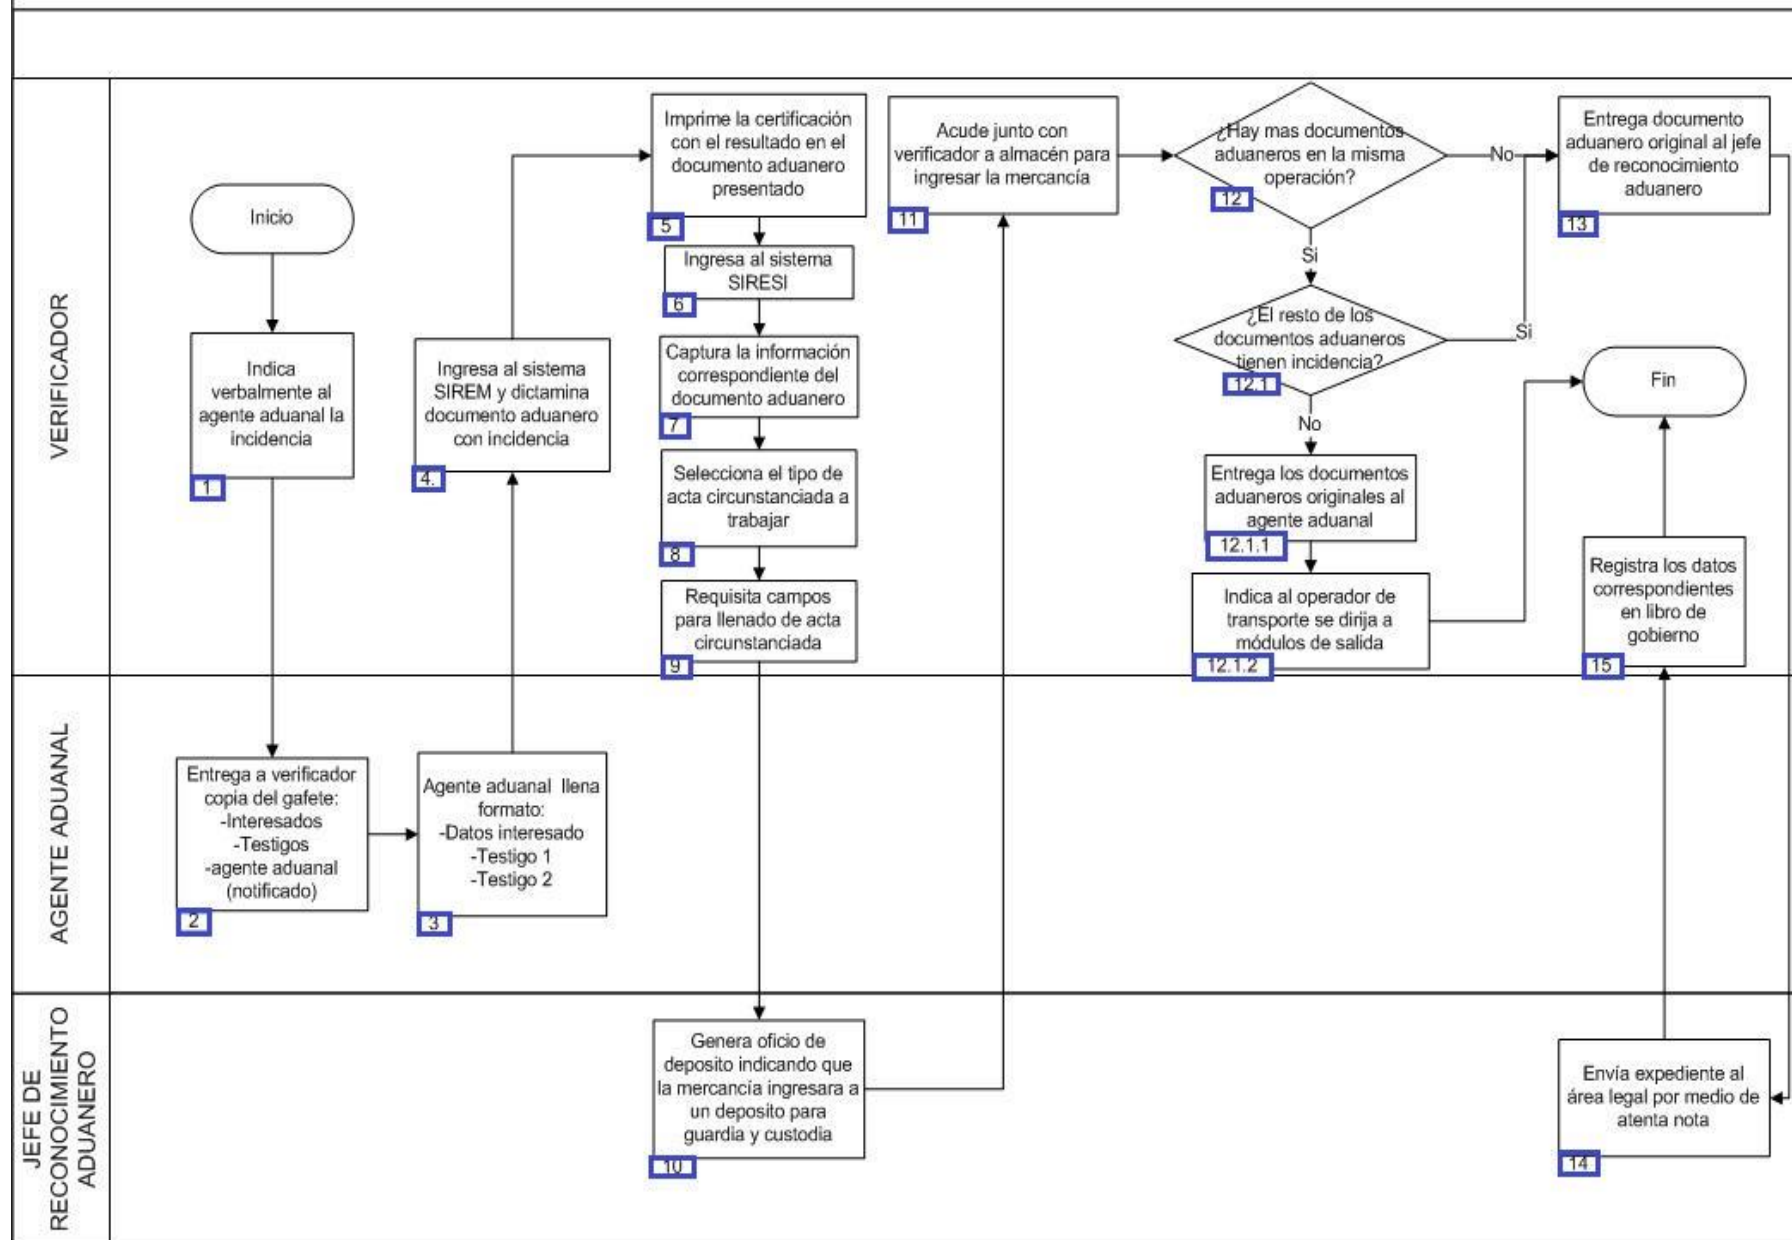 VERIFICADOR
Inicio
Indica
verbalmente al
agente aduanal la
incidencia
1
Ingresa al sistema
SIREM y dictamina
documento aduanero
con incidencia
4.
Imprime la certificación
con el resultado en el
documento aduanero
presentado
5
Ingresa al sistema
SIRESI
6
Captura la información
correspondiente del
documento aduanero
7
Selecciona el tipo de
acta circunstanciada a
trabajar
8
Requisita campos
para llenado de acta
circunstanciada
9
Acude junto con
verificador a almacén para
ingresar la mercancía
11
¿Hay mas documentos
aduaneros en la misma
operación?
12
No
Si
¿El resto de los
documentos aduaneros
tienen incidencia?
12.1
Si
No
Entrega los documentos
aduaneros originales al
agente aduanal
12.1.1
Indica al operador de
transporte se dirija a
módulos de salida
12.1.2
Entrega documento
aduanero original al jefe
de reconocimiento
aduanero
13
Fin
Registra los datos
correspondientes
en libro de
gobierno
15
AGENTE ADUANAL
Entrega a verificador
copia del gafete:
-Interesados
-Testigos
-agente aduanal
(notificado)
2
Agente aduanal llena
formato:
-Datos interesado
-Testigo 1
-Testigo 2
3
JEFE DE
RECONOCIMIENTO
ADUANERO
Genera oficio de
deposito indicando que
la mercancía ingresara a
un deposito para
guardia y custodia
10
Envía expediente al
área legal por medio de
atenta nota
14